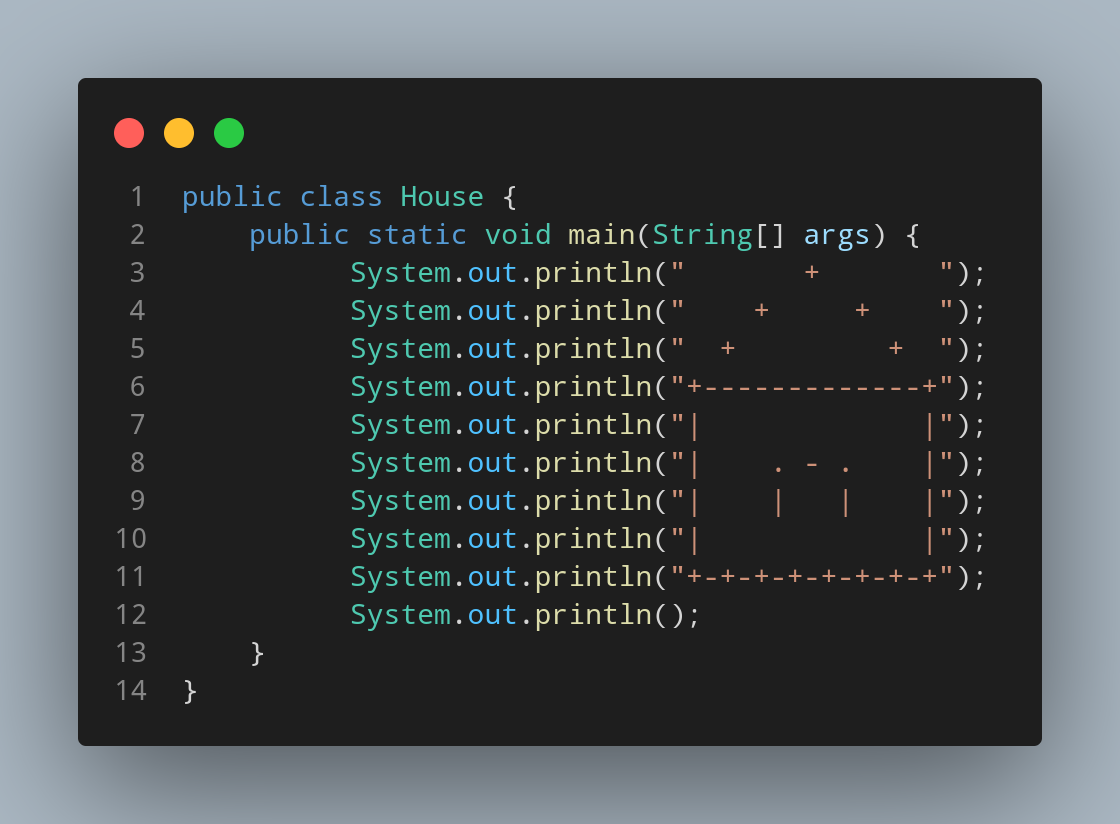 1 public class House {
2     public static void main(String[] args) {
3           System.out.println("       +       ");
4           System.out.println("    +     +    ");
5           System.out.println("  +         +  ");
6           System.out.println("+-------------+");
7           System.out.println("|             |");
8           System.out.println("|    . - .    |");
9           System.out.println("|    |   |    |");
10           System.out.println("|             |");
11           System.out.println("+-+-+-+-+-+-+-+");
12           System.out.println();
13     }
14 }